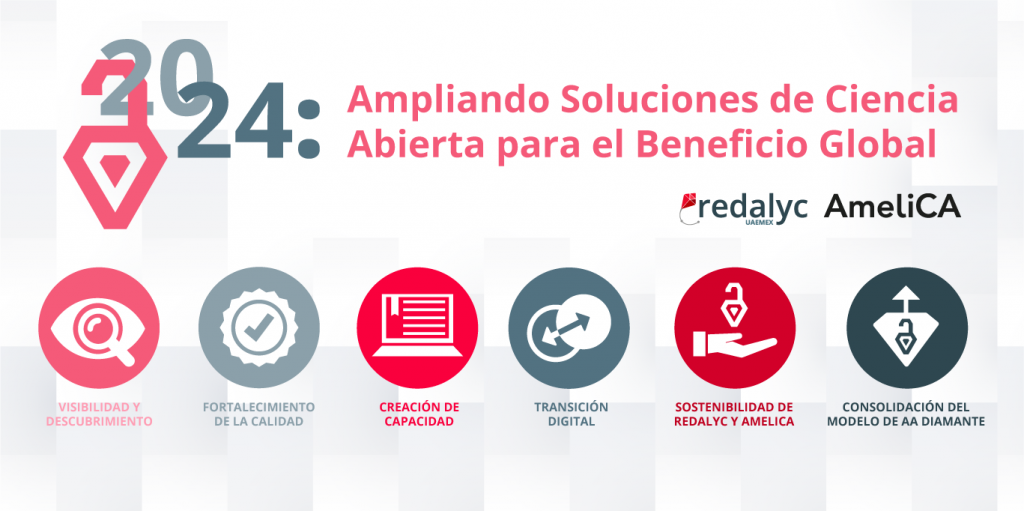 2024:
Ampliando Soluciones de Ciencia
Abierta para el Beneficio Global
redalyc AmeliCA
UAEMEX
VISIBILIDAD Y
DESCUBRIMIENTO
FORTALECIMIENTO
DE LA CALIDAD
CREACIÓN DE
CAPACIDAD
TRANSICIÓN
DIGITAL
SOSTENIBILIDAD DE
REDALYC Y AMELICA
CONSOLIDACIÓN DEL
MODELO DE AA DIAMANTE